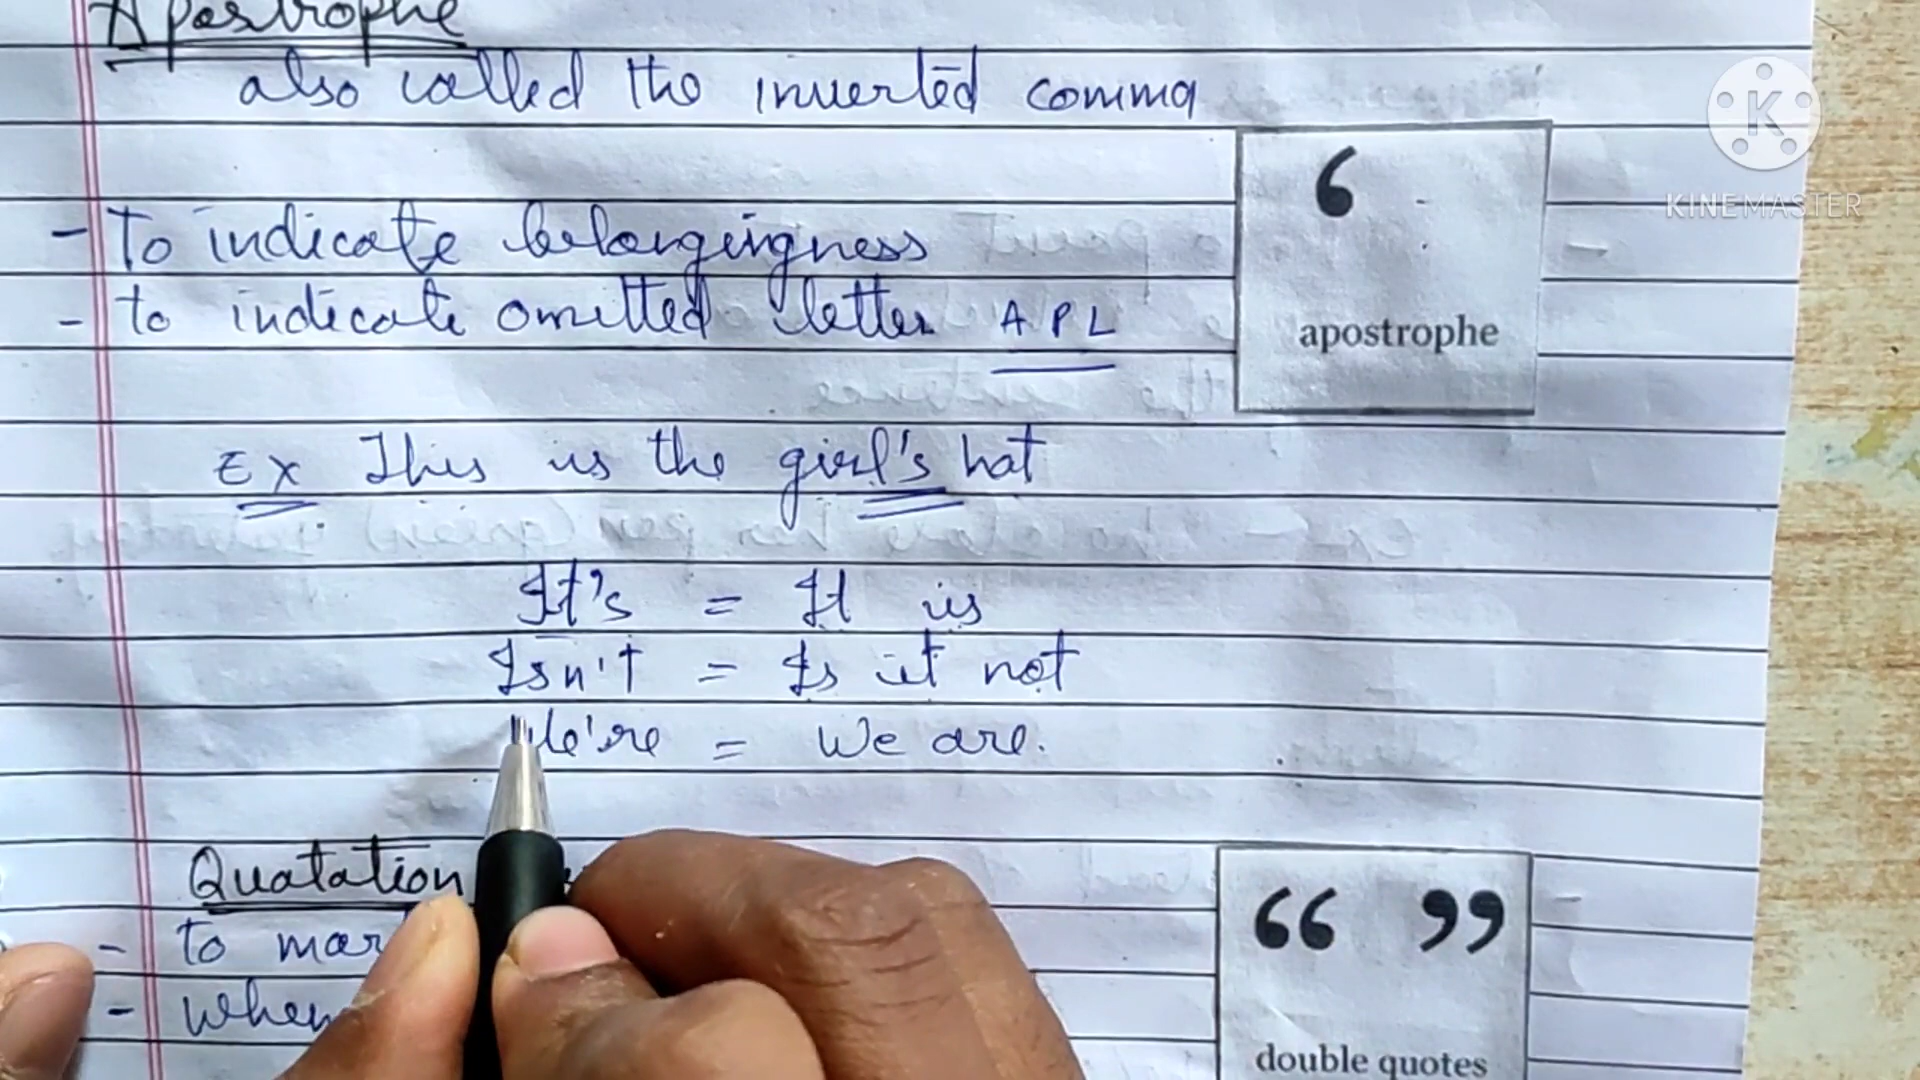 Apostrophe
also called the inverted comma
K
KINEMASTER
‘
apostrophe
- To indicate belongingness
- to indicate omitted letter APL
Ex This is the girl's hat
It's = It is
Isn't = Is it not
We're = We are.
Quatation
- to mar
- when
“ ”
double quotes